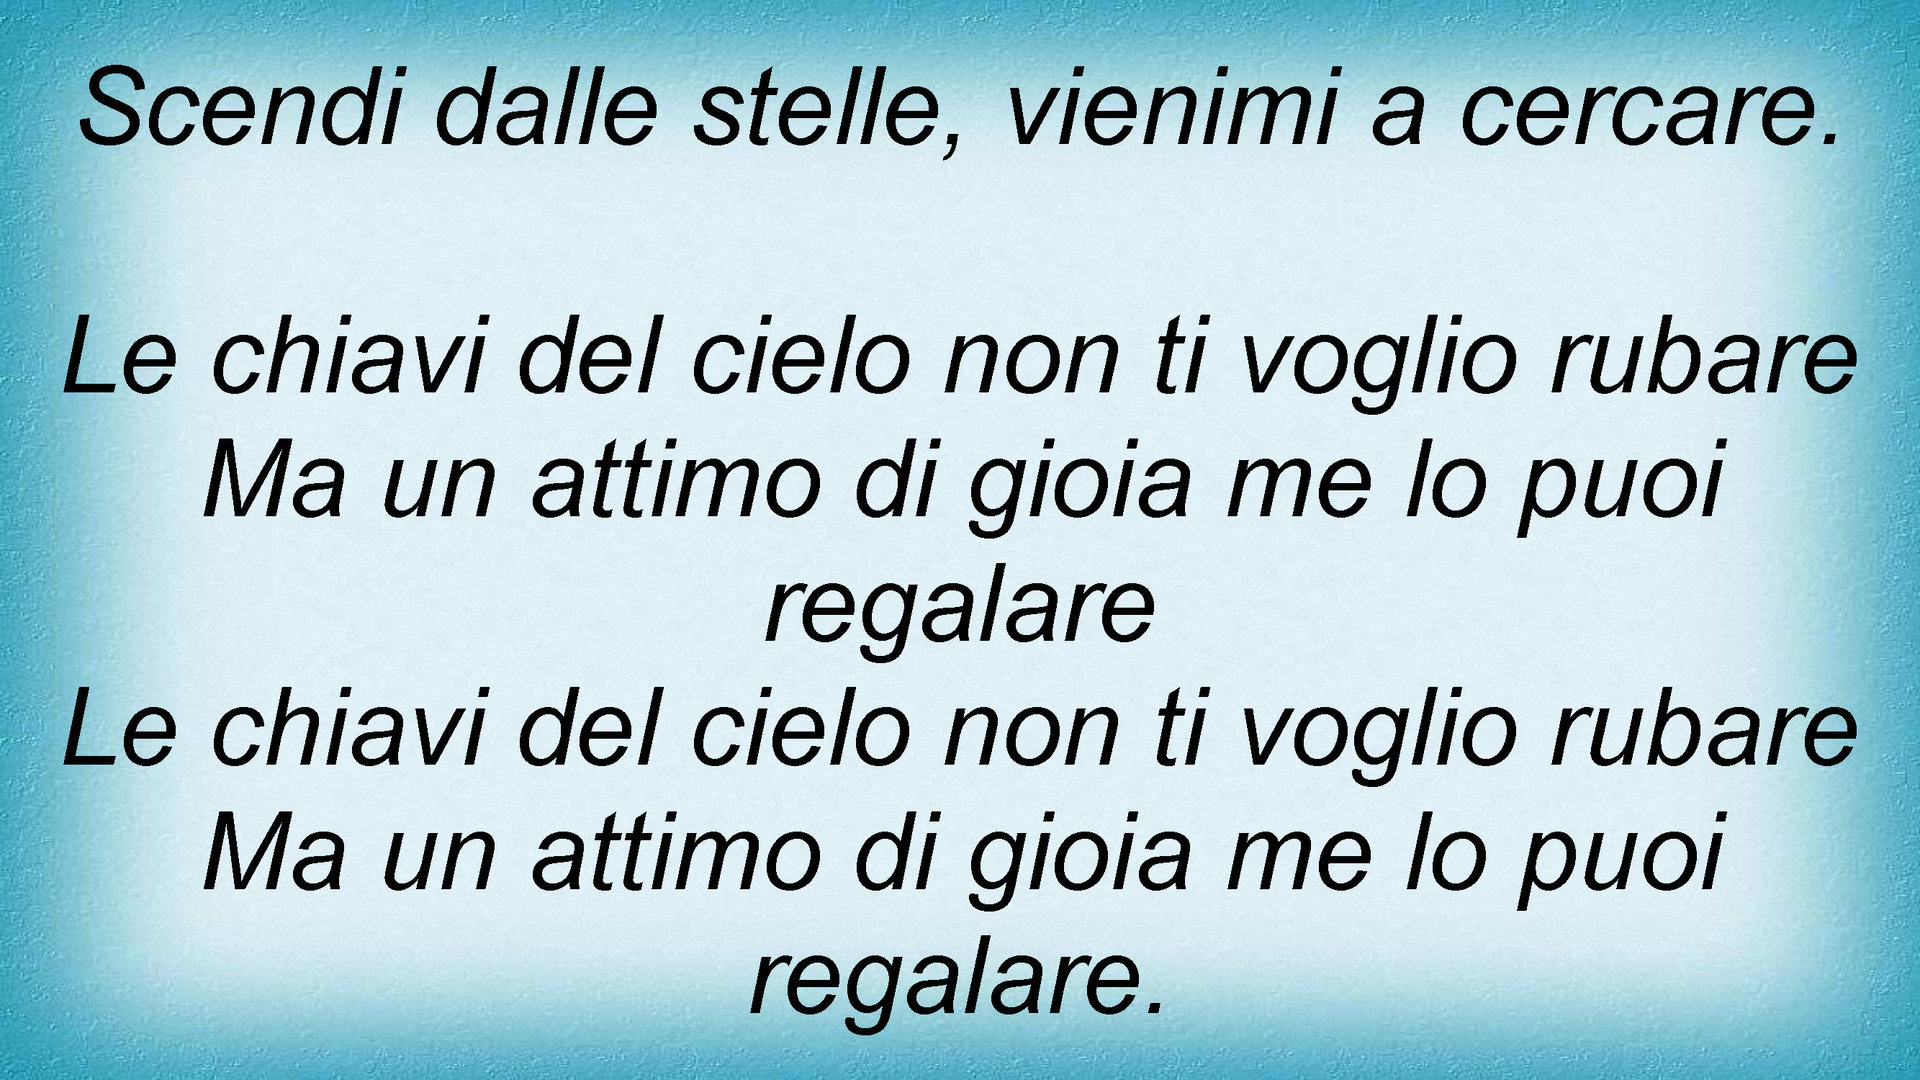 Scendi dalle stelle, vienimi a cercare.
Le chiavi del cielo non ti voglio rubare
Ma un attimo di gioia me lo puoi
regalare
Le chiavi del cielo non ti voglio rubare
Ma un attimo di gioia me lo puoi
regalare.